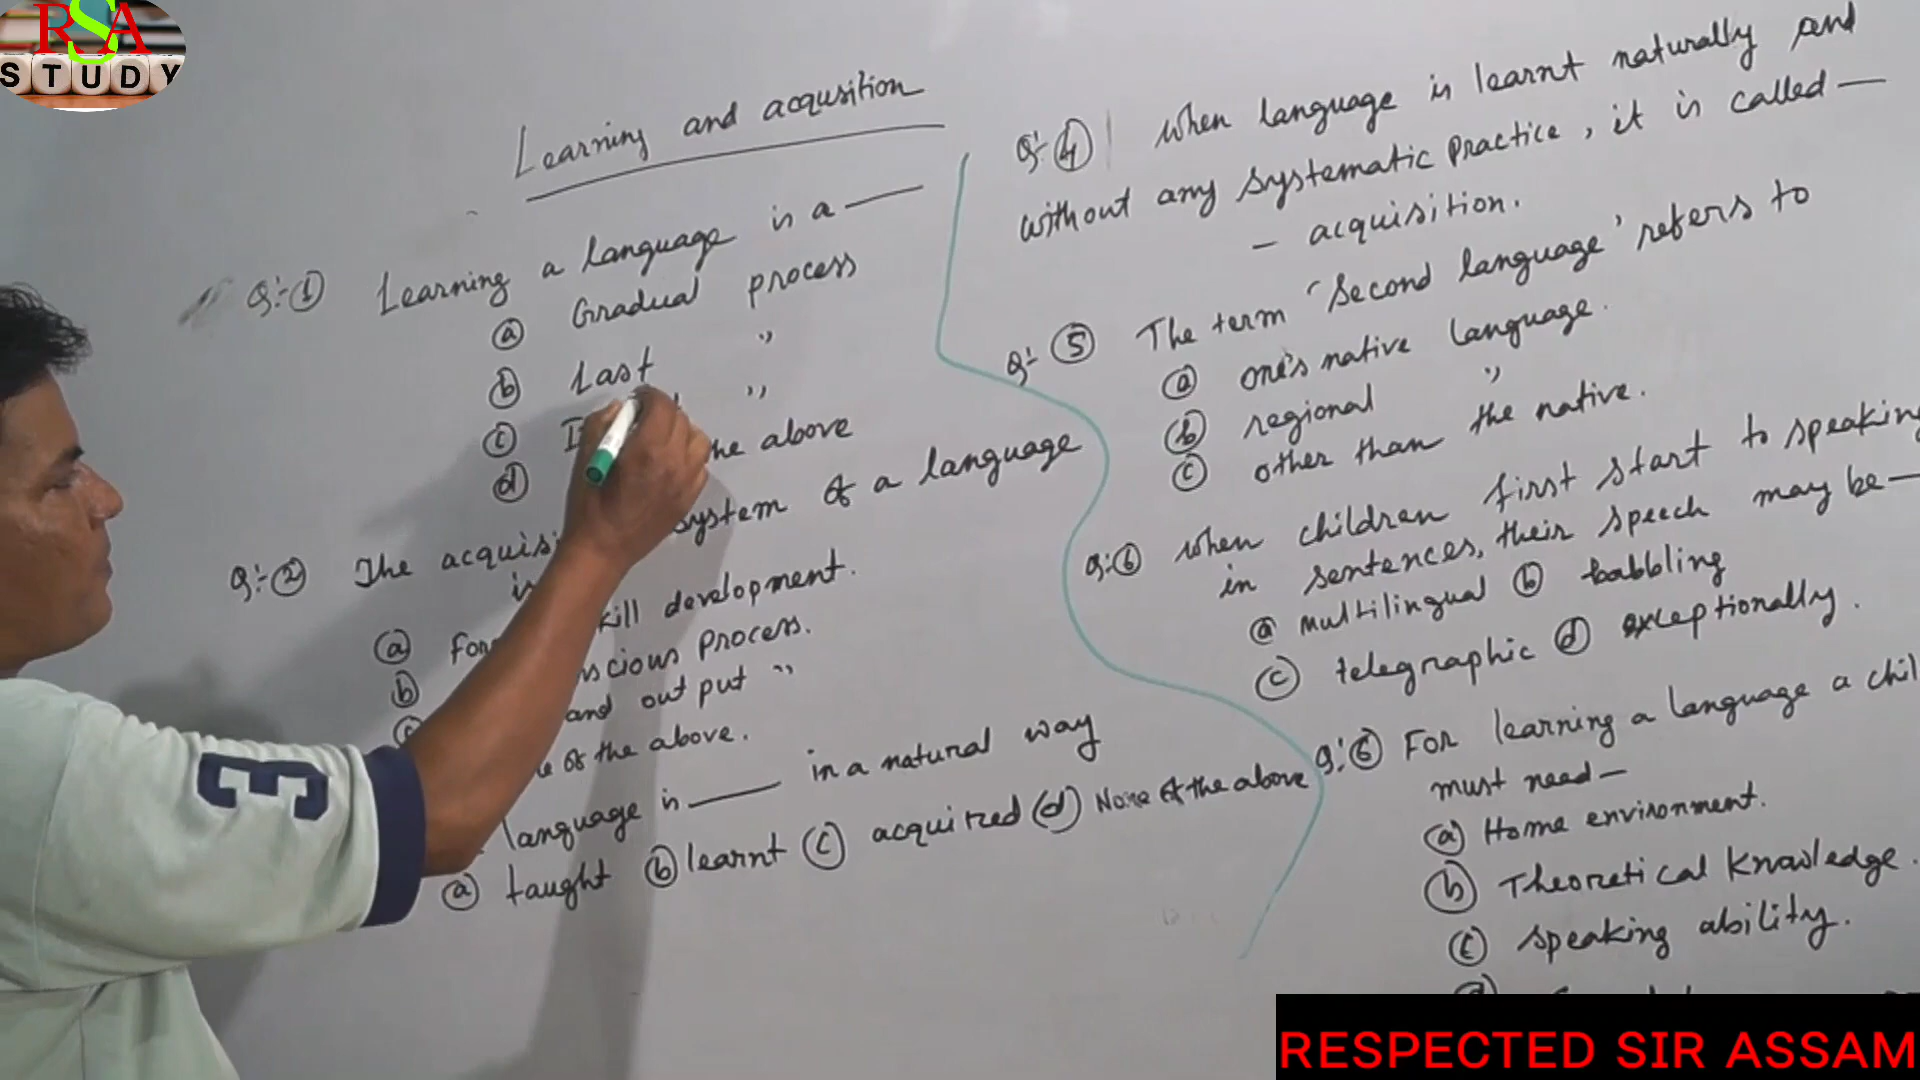 RSA
STUDY
Learning and acqusition
Q:-① Learning a language is a —
ⓐ Gradual process
ⓑ Last "
ⓒ "
ⓓ the above
Q:-② The acquisi system of a language
is
ⓐ For kill development.
ⓑ scious process.
ⓒ and out put "
of the above.
language is — in a natural way
ⓐ taught ⓑ learnt ⓒ acquired (d) None of the above
Q:-④ when language is learnt naturally and
without any systematic practice, it is called —
— acquisition.
Q:- ⑤ The term 'Second language' refers to
ⓐ one's native language.
ⓑ regional "
ⓒ other than the native.
Q:⑥ when children first start to speaking
in sentences, their speech may be —
ⓐ multilingual ⓑ babbling
ⓒ telegraphic ⓓ exceptionally.
Q:⑥ For learning a language a chil
must need —
ⓐ Home environment.
ⓑ Theoretical Knowledge.
ⓒ speaking ability.
RESPECTED SIR ASSAM